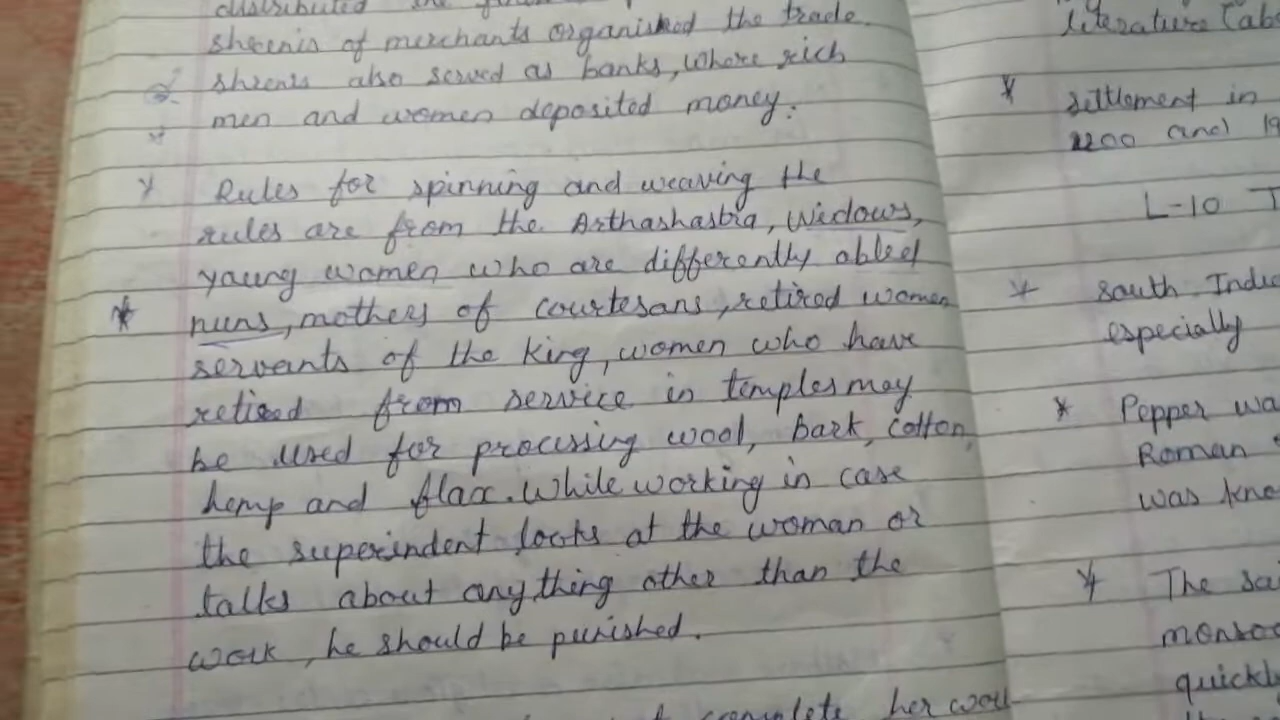 distributed the
shrenis of merchants organished the trade.
shrenis also served as banks, where rich
men and women deposited money.
* Rules for spinning and weaving the
rules are from the Arthashastra, Widows,
young women who are differently abled
* nuns, mothers of courtesans, retired women
servants of the king, women who have
retired from service in temples may
be used for processing wool, bark, cotton,
hemp and flax. While working in case
the superindent looks at the woman or
talks about anything other than the
work, he should be punished.
complete her work
literature (ab
* settlement in
2200 and 19
L-10 T
* South India
especially
* Pepper wa
Roman
was kno
* The sai
monsoo
quickl